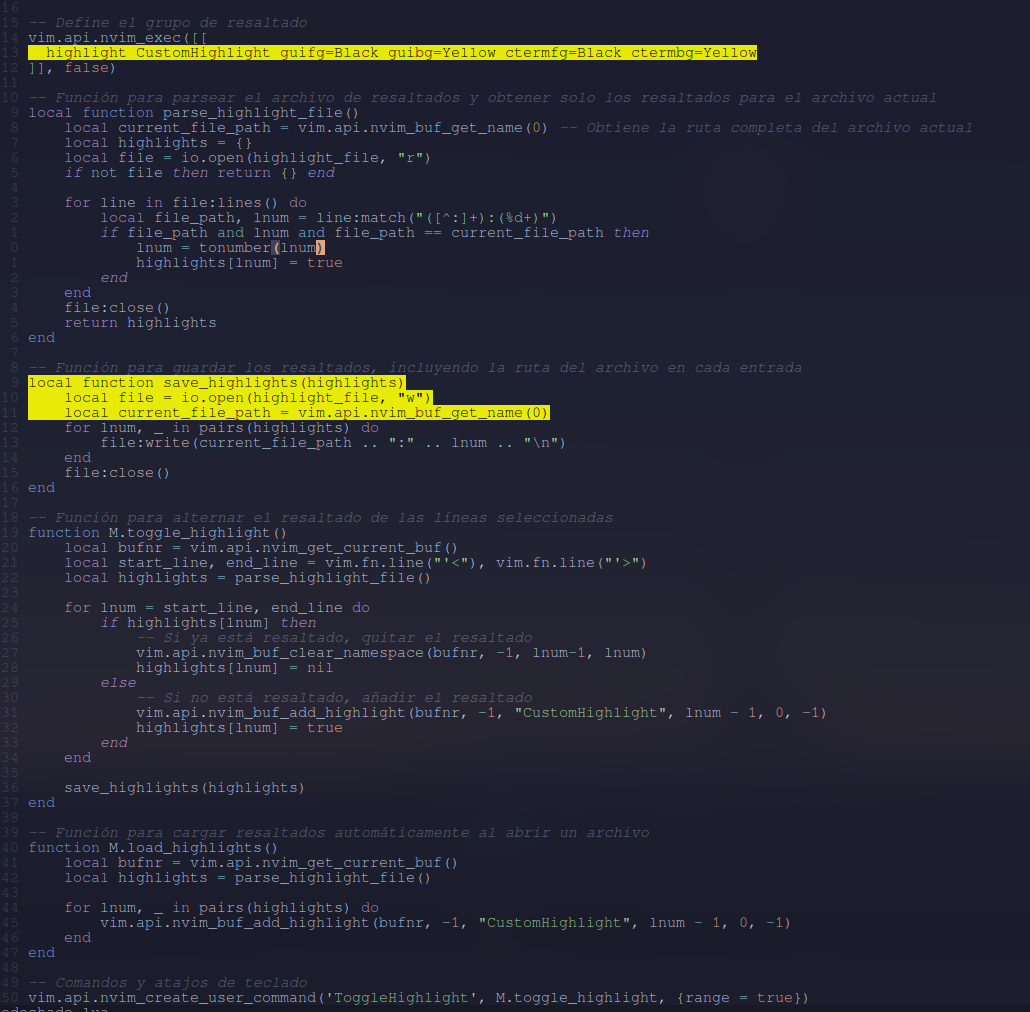 16
15 -- Define el grupo de resaltado
14 vim.api.nvim_exec([[
13   highlight CustomHighlight guifg=Black guibg=Yellow ctermfg=Black ctermbg=Yellow
12 ]], false)
11
10 -- Función para parsear el archivo de resaltados y obtener solo los resaltados para el archivo actual
9 local function parse_highlight_file()
8     local current_file_path = vim.api.nvim_buf_get_name(0) -- Obtiene la ruta completa del archivo actual
7     local highlights = {}
6     local file = io.open(highlight_file, "r")
5     if not file then return {} end
4
3     for line in file:lines() do
2         local file_path, lnum = line:match("([^:]+):(%d+)")
1         if file_path and lnum and file_path == current_file_path then
0             lnum = tonumber(lnum)
1             highlights[lnum] = true
2         end
3     end
4     file:close()
5     return highlights
6 end
7
8 -- Función para guardar los resaltados, incluyendo la ruta del archivo en cada entrada
9 local function save_highlights(highlights)
10     local file = io.open(highlight_file, "w")
11     local current_file_path = vim.api.nvim_buf_get_name(0)
12     for lnum, _ in pairs(highlights) do
13         file:write(current_file_path .. ":" .. lnum .. "\n")
14     end
15     file:close()
16 end
17
18 -- Función para alternar el resaltado de las líneas seleccionadas
19 function M.toggle_highlight()
20     local bufnr = vim.api.nvim_get_current_buf()
21     local start_line, end_line = vim.fn.line("'<"), vim.fn.line("'>")
22     local highlights = parse_highlight_file()
23
24     for lnum = start_line, end_line do
25         if highlights[lnum] then
26             -- Si ya está resaltado, quitar el resaltado
27             vim.api.nvim_buf_clear_namespace(bufnr, -1, lnum-1, lnum)
28             highlights[lnum] = nil
29         else
30             -- Si no está resaltado, añadir el resaltado
31             vim.api.nvim_buf_add_highlight(bufnr, -1, "CustomHighlight", lnum - 1, 0, -1)
32             highlights[lnum] = true
33         end
34     end
35
36     save_highlights(highlights)
37 end
38
39 -- Función para cargar resaltados automáticamente al abrir un archivo
40 function M.load_highlights()
41     local bufnr = vim.api.nvim_get_current_buf()
42     local highlights = parse_highlight_file()
43
44     for lnum, _ in pairs(highlights) do
45         vim.api.nvim_buf_add_highlight(bufnr, -1, "CustomHighlight", lnum - 1, 0, -1)
46     end
47 end
48
49 -- Comandos y atajos de teclado
50 vim.api.nvim_create_user_command('ToggleHighlight', M.toggle_highlight, {range = true})